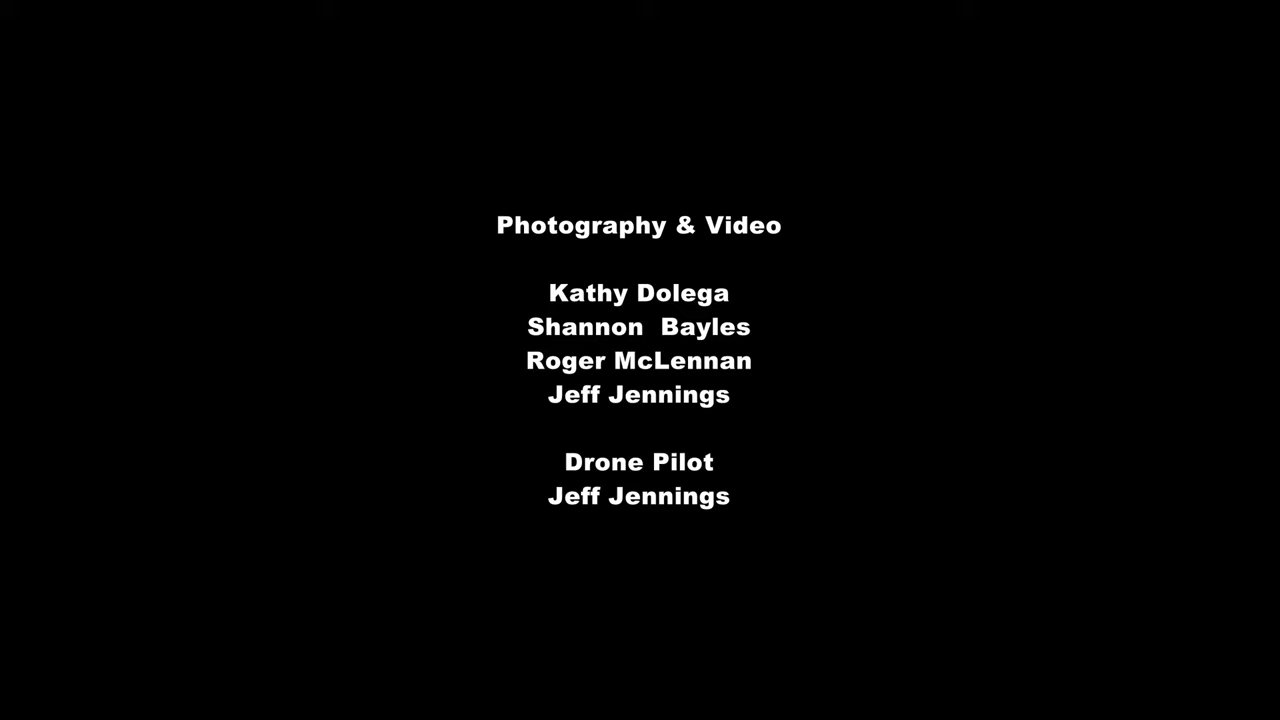 Photography & Video
Kathy Dolega
Shannon  Bayles
Roger McLennan
Jeff Jennings
Drone Pilot
Jeff Jennings